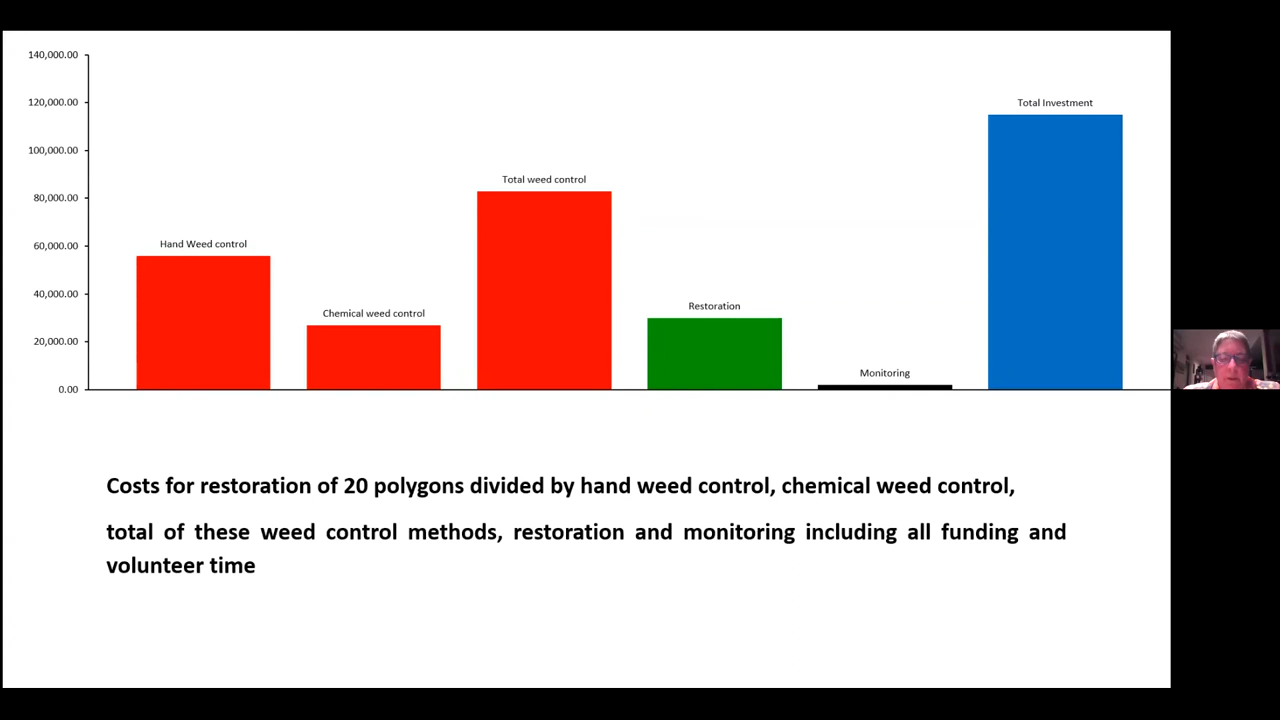 140,000.00
120,000.00
100,000.00
80,000.00
60,000.00
40,000.00
20,000.00
0.00
Hand Weed control
Chemical weed control
Total weed control
Restoration
Monitoring
Total Investment
Costs for restoration of 20 polygons divided by hand weed control, chemical weed control,
total of these weed control methods, restoration and monitoring including all funding and
volunteer time